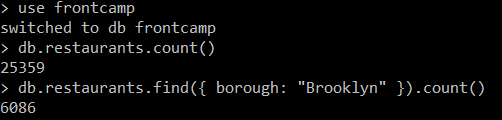 > use frontcamp
switched to db frontcamp
> db.restaurants.count()
25359
> db.restaurants.find({ borough: "Brooklyn" }).count()
6086